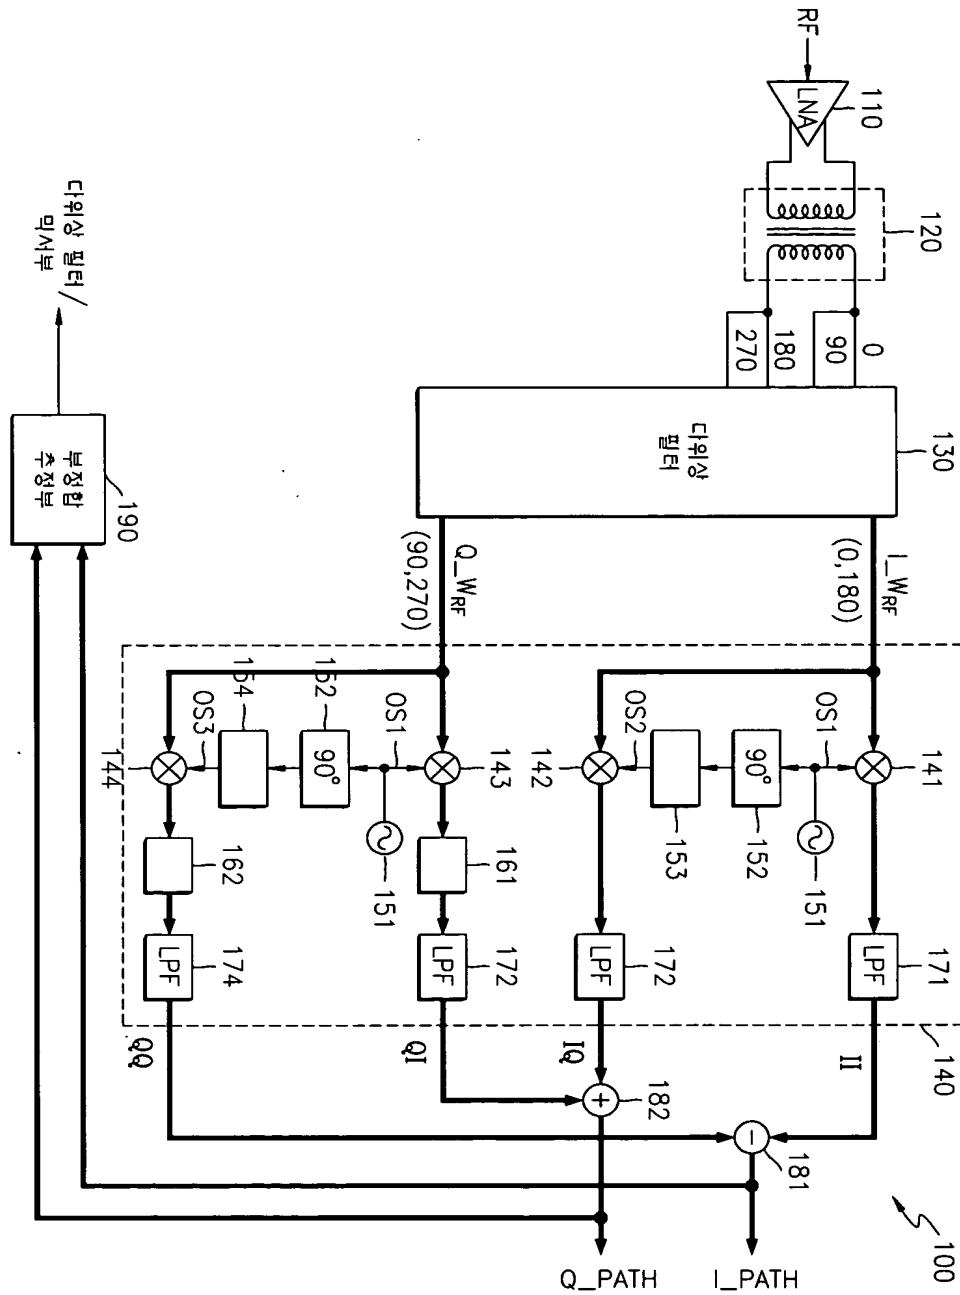 RF
LNA
110
120
0
90
180
270
130
다위상
필터
I_W_RF
(0,180)
Q_W_RF
(90,270)
141
OS1
151
90°
152
153
OS2
142
143
OS1
151
152
90°
154
OS3
144
161
162
LPF
171
LPF
172
LPF
172
LPF
174
140
II
IQ
QI
QQ
182
+
181
−
I_PATH
Q_PATH
100
190
부정합
추정부
다위상 필터/
믹서부